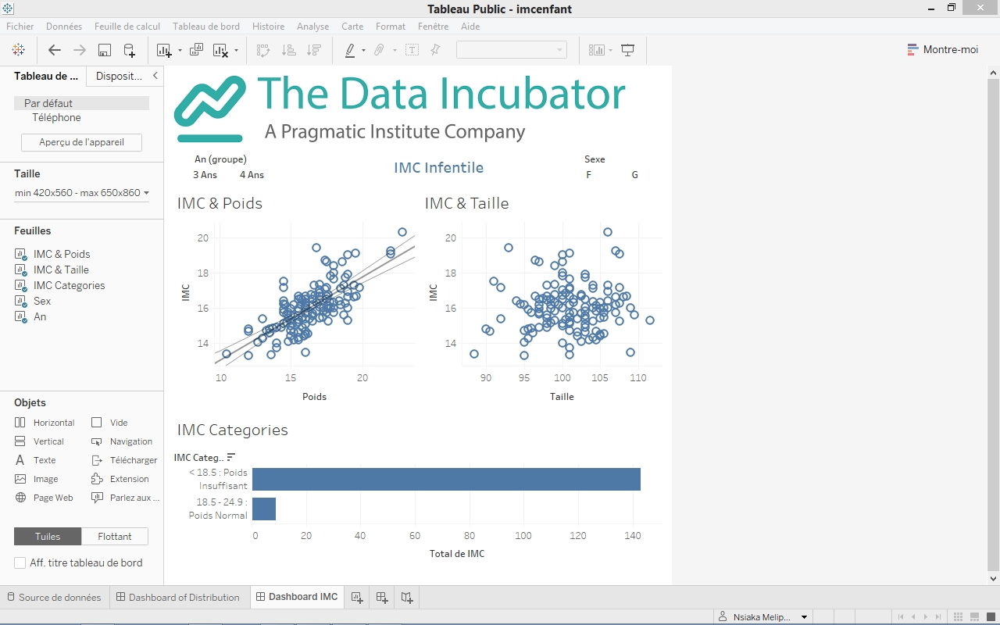 Tableau Public - imcenfant
Fichier Données Feuille de calcul Tableau de bord Histoire Analyse Carte Format Fenêtre Aide
Montre-moi
Tableau de ... Disposit...
Par défaut
Téléphone
Aperçu de l'appareil
Taille
min 420x560 - max 650x860
Feuilles
IMC & Poids
IMC & Taille
IMC Categories
Sex
An
Objets
Horizontal Vide
Vertical Navigation
Texte Télécharger
Image Extension
Page Web Parlez aux ...
Tuiles Flottant
Aff. titre tableau de bord
The Data Incubator
A Pragmatic Institute Company
An (groupe)
3 Ans 4 Ans
IMC Infentile
Sexe
F G
IMC & Poids
20
18
16
14
IMC
10 15 20
Poids
IMC & Taille
20
18
16
14
IMC
90 95 100 105 110
Taille
IMC Categories
IMC Categ..
< 18.5 : Poids
Insuffisant
18.5 - 24.9 :
Poids Normal
0 20 40 60 80 100 120 140
Total de IMC
Source de données Dashboard of Distribution Dashboard IMC
Nsiaka Melip...